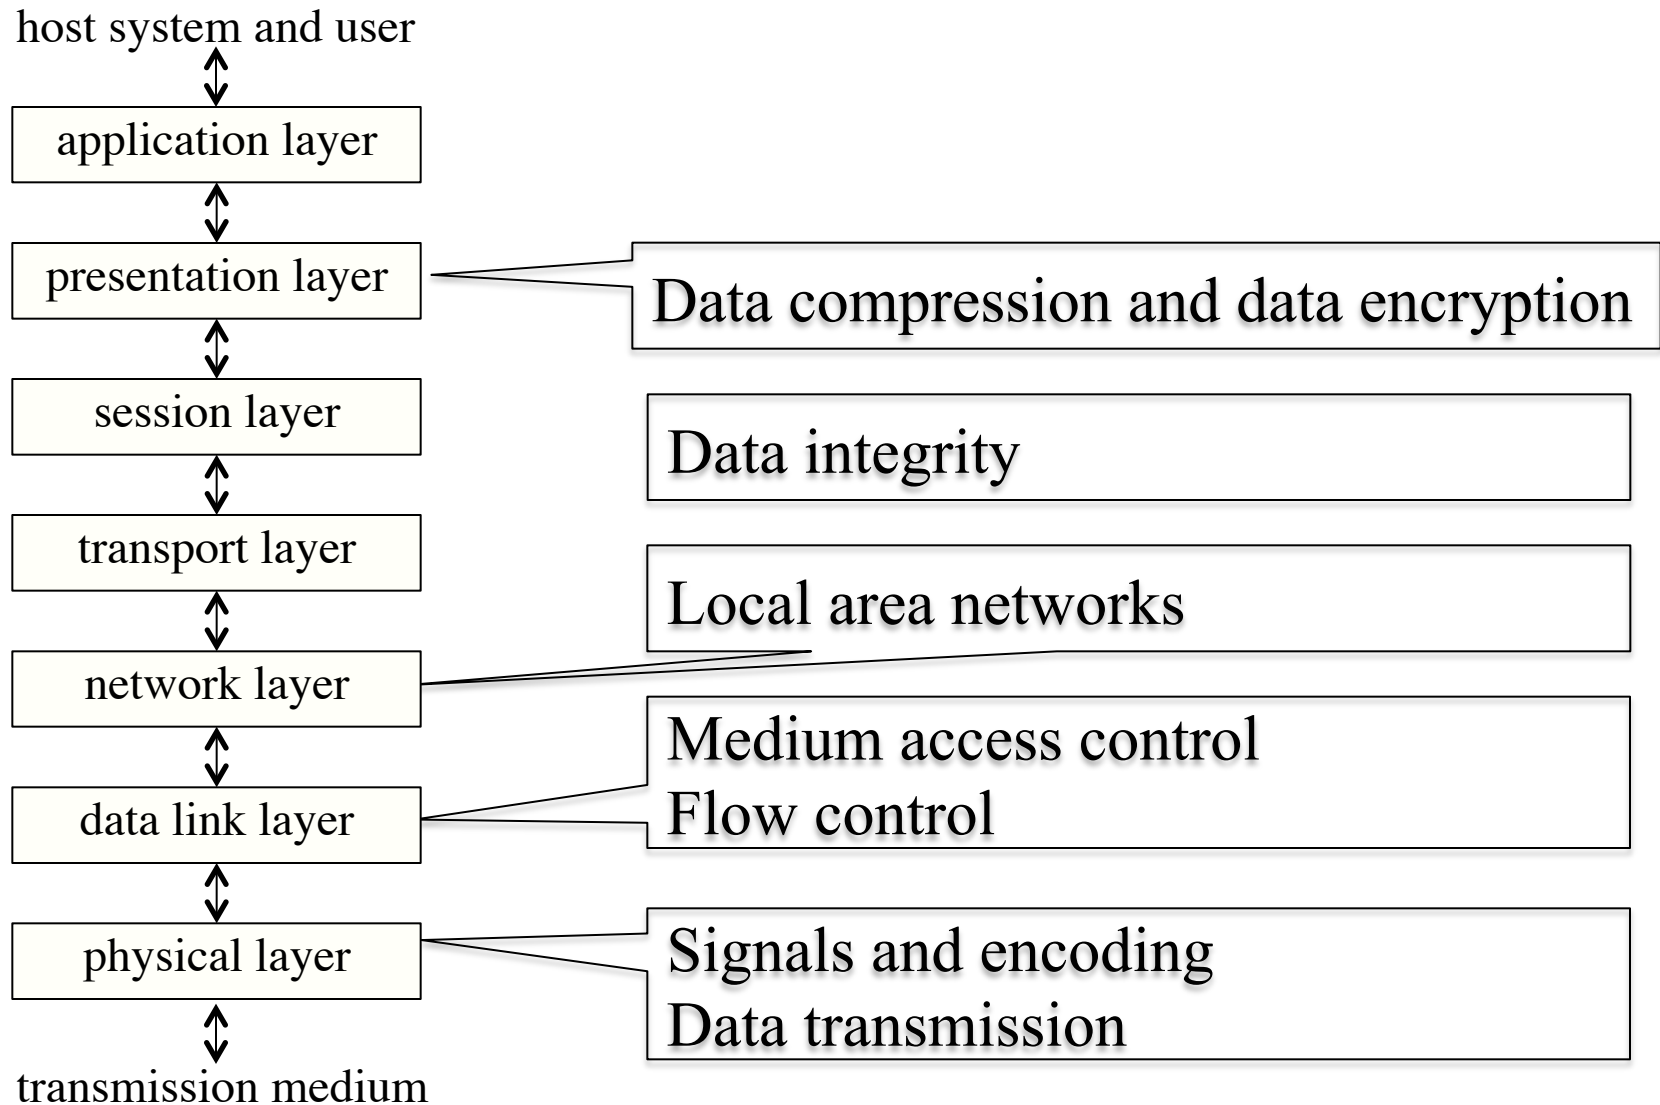 host system and user
application layer
presentation layer
Data compression and data encryption
session layer
Data integrity
transport layer
Local area networks
network layer
Medium access control
Flow control
data link layer
physical layer
Signals and encoding
Data transmission
transmission medium